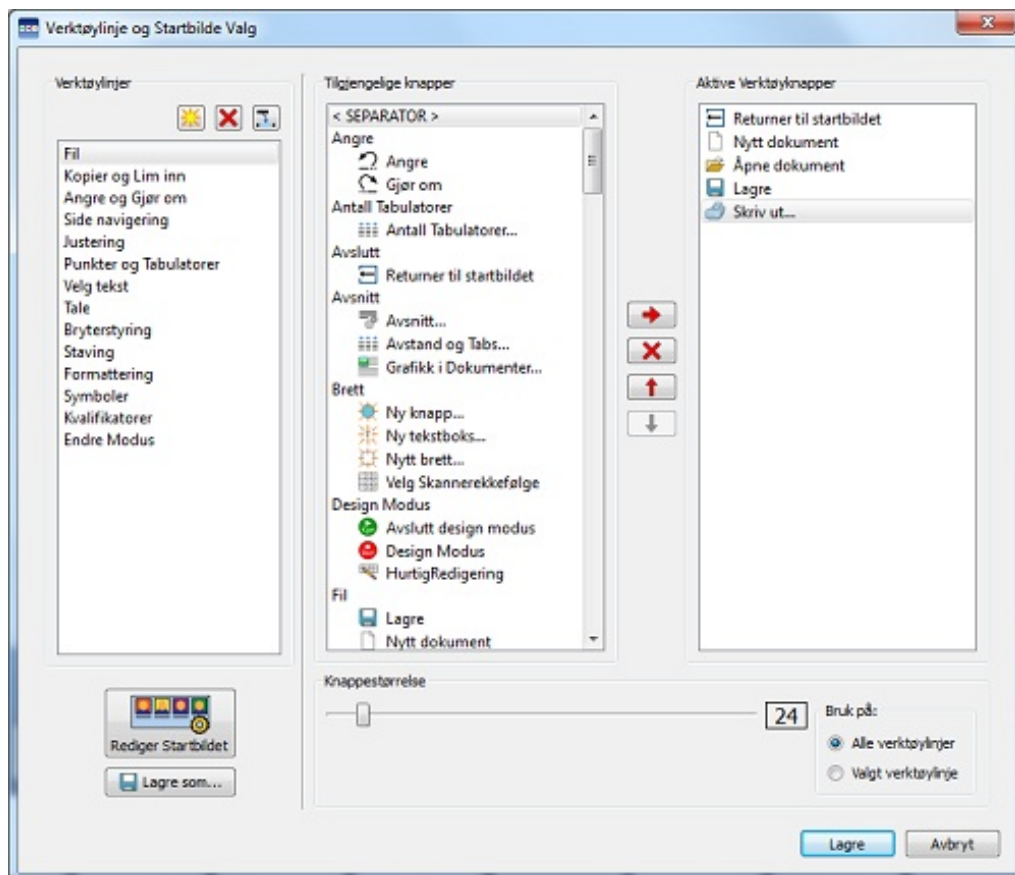 Verktøylinje og Startbilde Valg
Verktøylinjer
Fil
Kopier og Lim inn
Angre og Gjør om
Side navigering
Justering
Punkter og Tabulatorer
Velg tekst
Tale
Bryterstyring
Staving
Formattering
Symboler
Kvalifikatorer
Endre Modus
Rediger Startbildet
Lagre som...
Tilgjengelige knapper
< SEPARATOR >
Angre
Angre
Gjør om
Antall Tabulatorer
Antall Tabulatorer...
Avslutt
Returner til startbildet
Avsnitt
Avsnitt...
Avstand og Tabs...
Grafikk i Dokumenter...
Brett
Ny knapp...
Ny tekstboks...
Nytt brett...
Velg Skannerekkefølge
Design Modus
Avslutt design modus
Design Modus
HurtigRedigering
Fil
Lagre
Nytt dokument
Aktive Verktøyknapper
Returner til startbildet
Nytt dokument
Åpne dokument
Lagre
Skriv ut...
Knappestørrelse
24
Bruk på:
Alle verktøylinjer
Valgt verktøylinje
Lagre
Avbryt